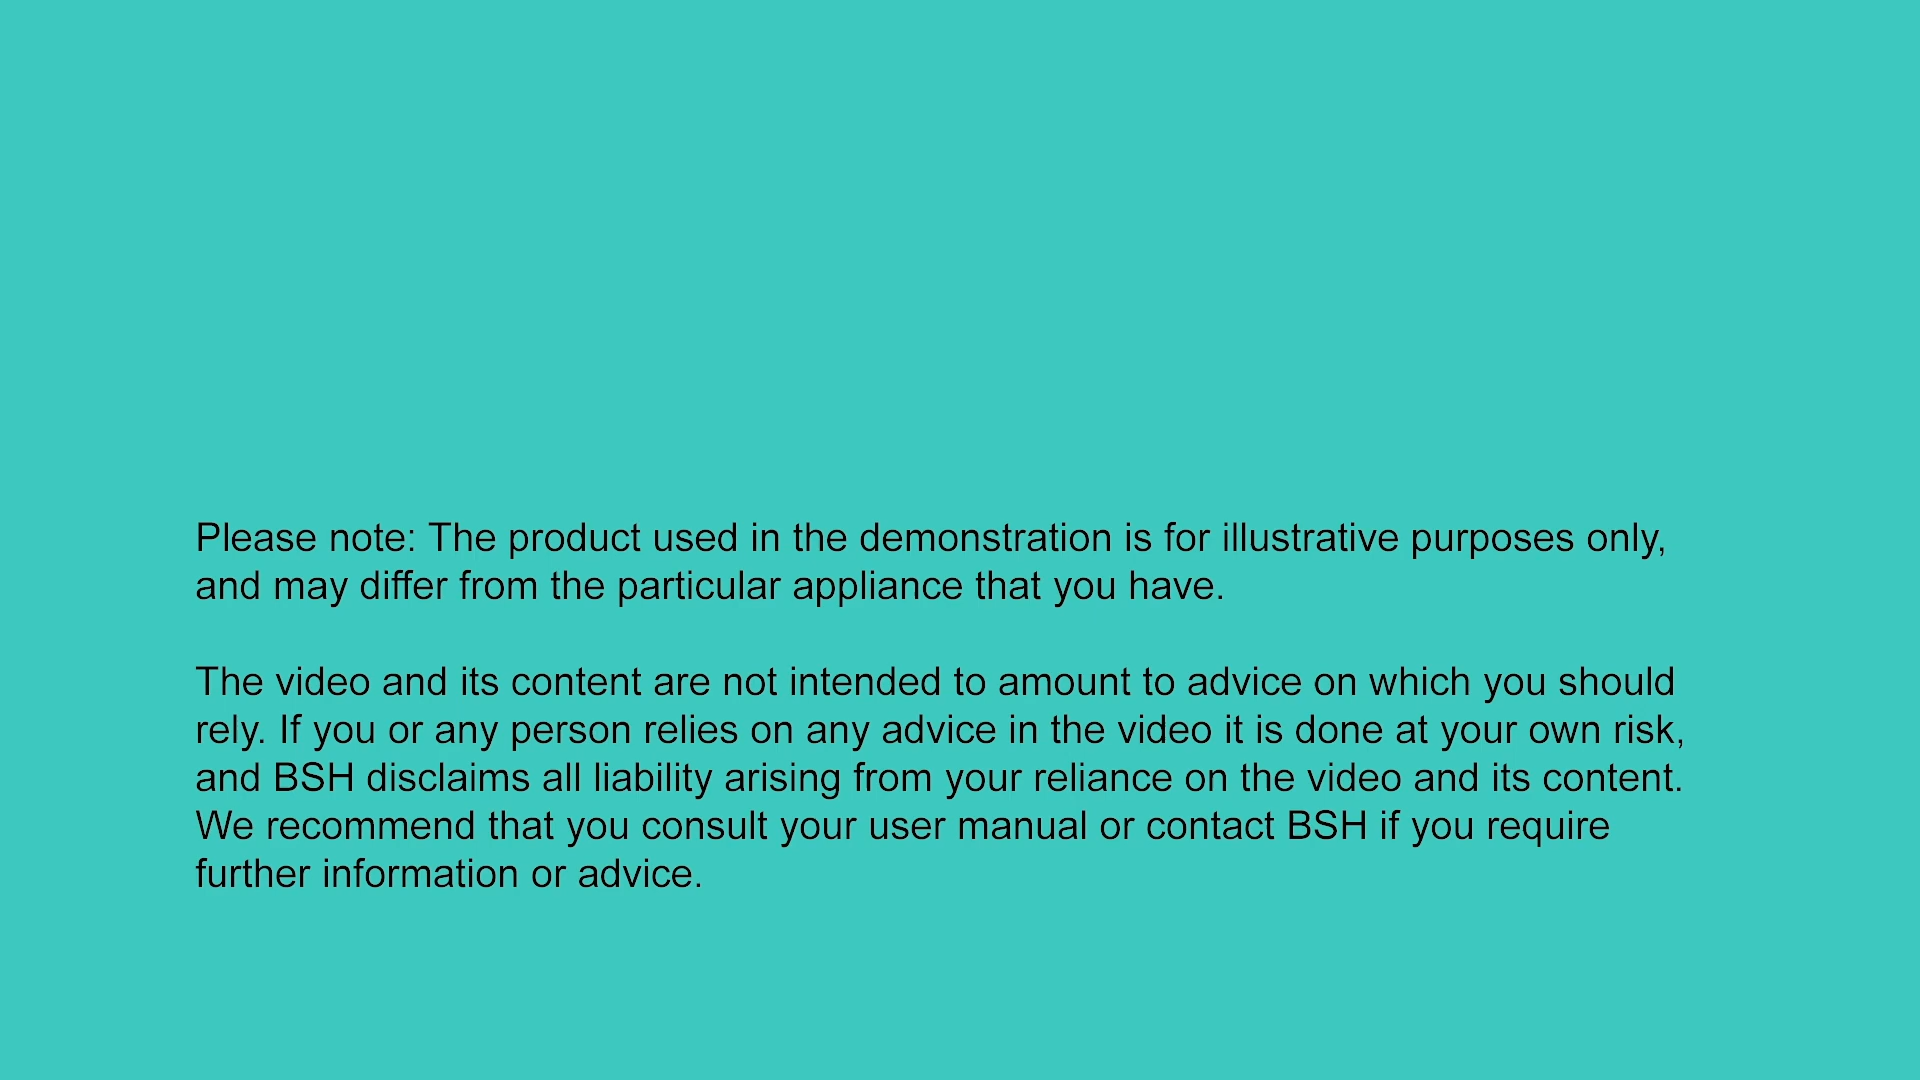 Please note: The product used in the demonstration is for illustrative purposes only,
and may differ from the particular appliance that you have.
The video and its content are not intended to amount to advice on which you should
rely. If you or any person relies on any advice in the video it is done at your own risk,
and BSH disclaims all liability arising from your reliance on the video and its content.
We recommend that you consult your user manual or contact BSH if you require
further information or advice.